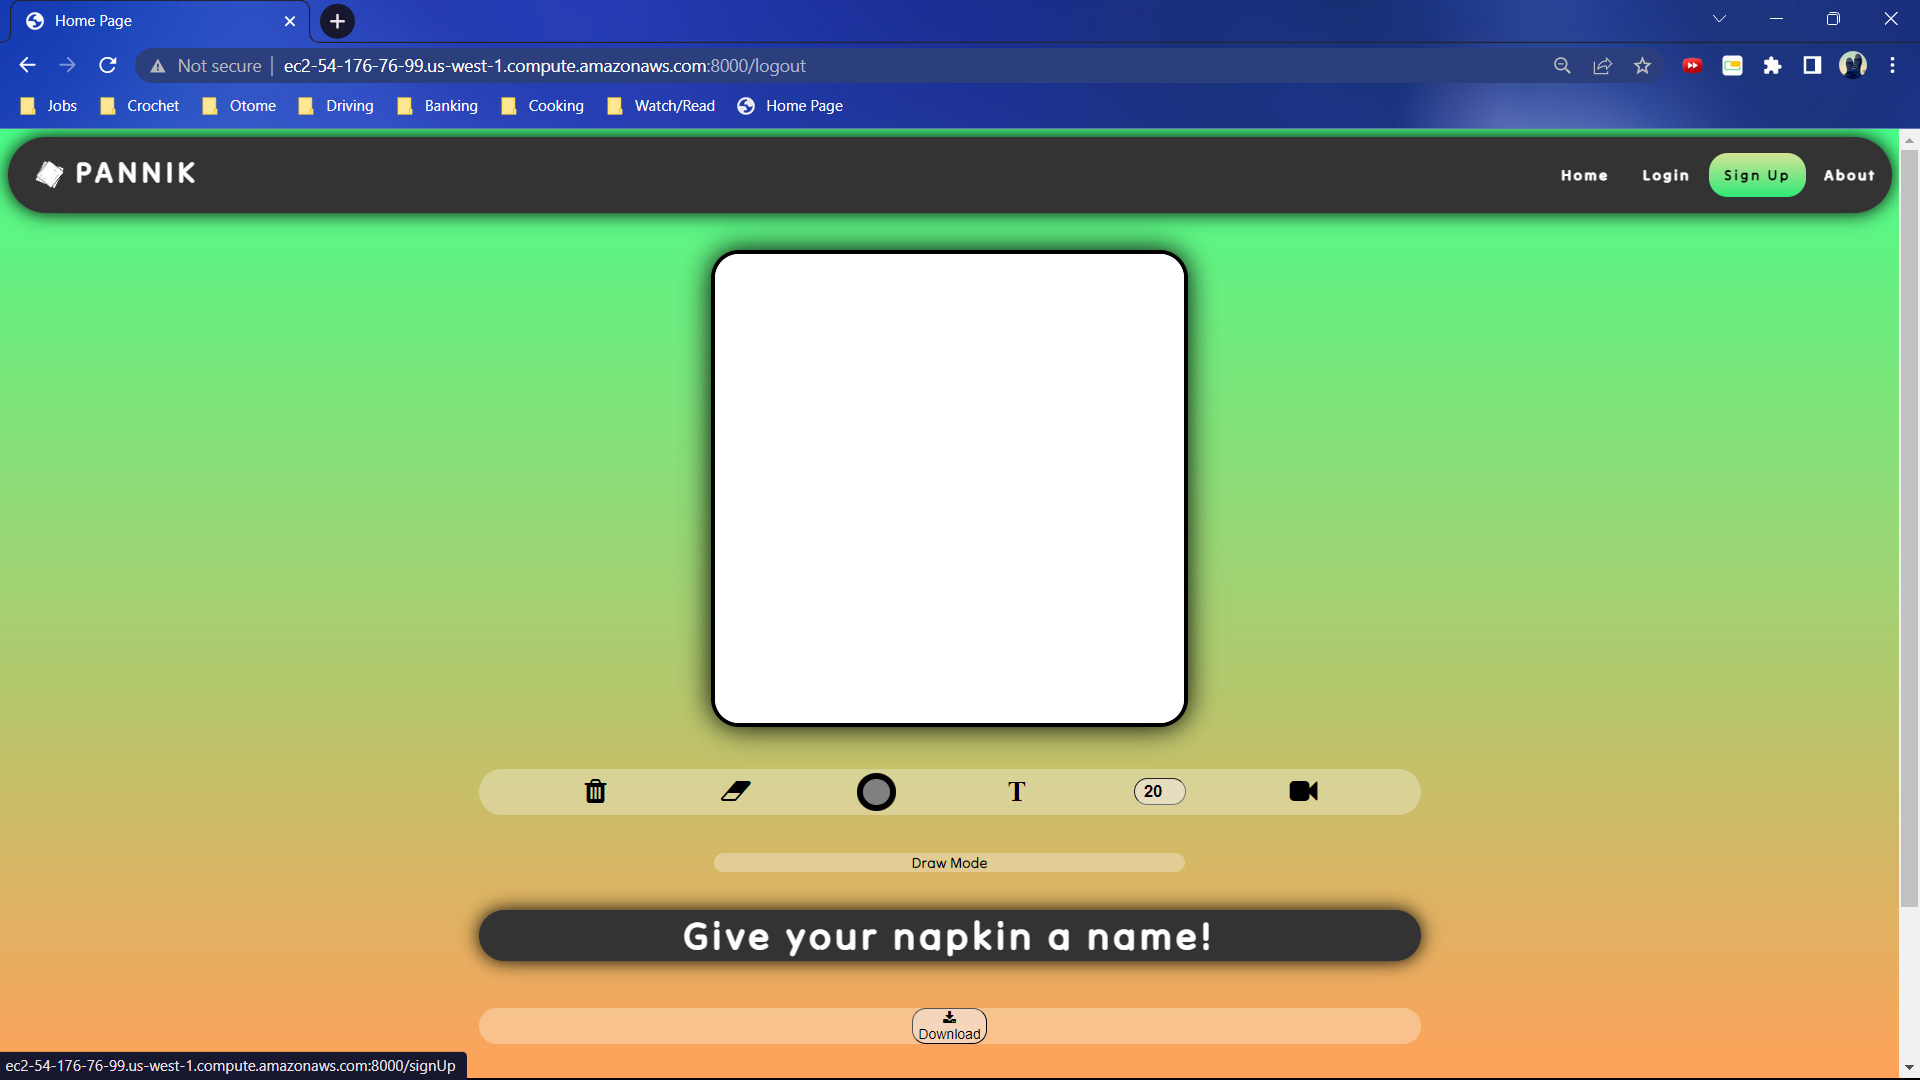 Home Page
Not secure ec2-54-176-76-99.us-west-1.compute.amazonaws.com:8000/logout
Jobs Crochet Otome Driving Banking Cooking Watch/Read Home Page
PANNIK Home Login Sign Up About
T 20
Draw Mode
Give your napkin a name!
Download
ec2-54-176-76-99.us-west-1.compute.amazonaws.com:8000/signUp